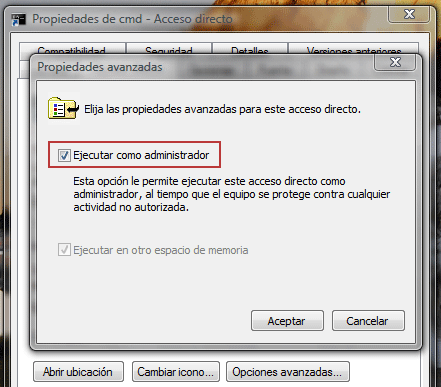 Propiedades de cmd - Acceso directo
Compatibilidad Seguridad Detalles Versiones anteriores
Propiedades avanzadas
Elija las propiedades avanzadas para este acceso directo.
Ejecutar como administrador
Esta opción le permite ejecutar este acceso directo como
administrador, al tiempo que el equipo se protege contra cualquier
actividad no autorizada.
Ejecutar en otro espacio de memoria
Aceptar Cancelar
Abrir ubicación Cambiar icono... Opciones avanzadas...